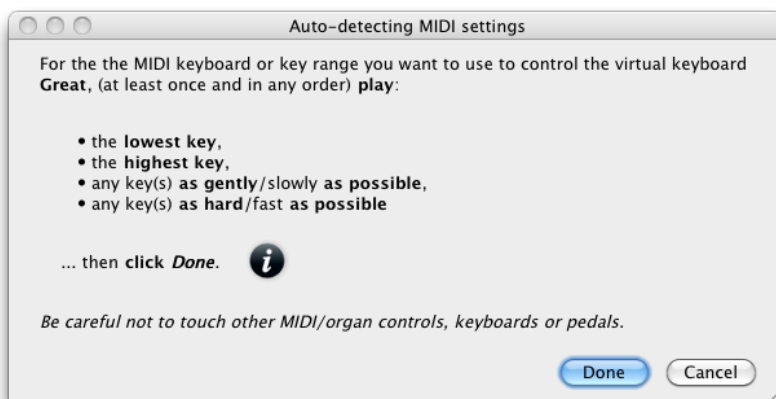 Auto-detecting MIDI settings
For the the MIDI keyboard or key range you want to use to control the virtual keyboard
Great, (at least once and in any order) play:
• the lowest key,
• the highest key,
• any key(s) as gently/slowly as possible,
• any key(s) as hard/fast as possible
... then click Done.
Be careful not to touch other MIDI/organ controls, keyboards or pedals.
Done Cancel